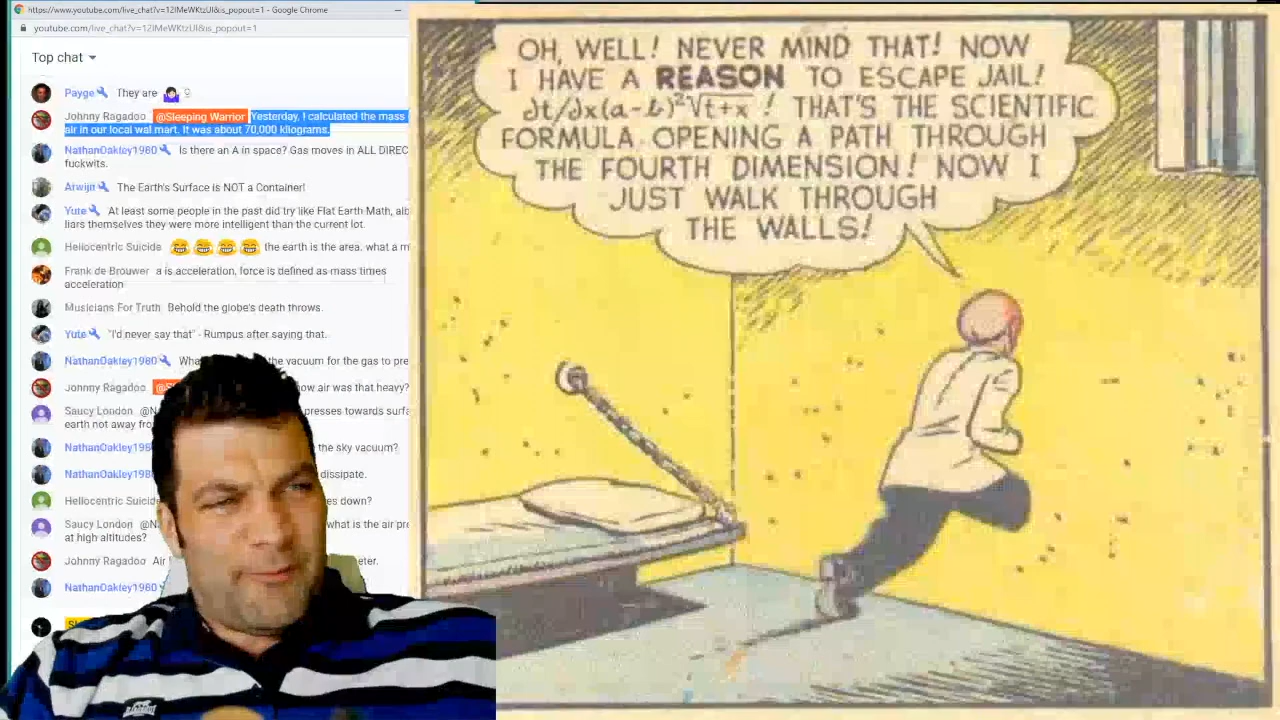 https://www.youtube.com/live_chat?v=12IMeWKtzUI&is_popout=1 - Google Chrome
youtube.com/live_chat?v=12IMeWKtzUI&is_popout=1
Top chat
Payge They are
Johnny Ragadoo @Sleeping Warrior Yesterday, I calculated the mass
air in our local wal mart. It was about 70,000 kilograms.
NathanOakley1980 Is there an A in space? Gas moves in ALL DIREC
fuckwits.
Arwijn The Earth's Surface is NOT a Container!
Yute At least some people in the past did try like Flat Earth Math, alb
liars themselves they were more intelligent than the current lot.
Heliocentric Suicide the earth is the area. what a m
Frank de Brouwer a is acceleration, force is defined as mass times
acceleration
Musicians For Truth Behold the globe's death throws.
Yute "I'd never say that" - Rumpus after saying that.
NathanOakley1980 the vacuum for the gas to pre
Johnny Ragadoo how air was that heavy?
Saucy London presses towards surfa
earth not away fro
NathanOakley198 the sky vacuum?
NathanOakley198 dissipate.
Heliocentric Suicide es down?
Saucy London what is the air pre
at high altitudes?
Johnny Ragadoo Air eter.
NathanOakley1980
OH, WELL! NEVER MIND THAT! NOW
I HAVE A REASON TO ESCAPE JAIL!
∂t/∂x(a-b)²√t+x ! THAT'S THE SCIENTIFIC
FORMULA OPENING A PATH THROUGH
THE FOURTH DIMENSION! NOW I
JUST WALK THROUGH
THE WALLS!